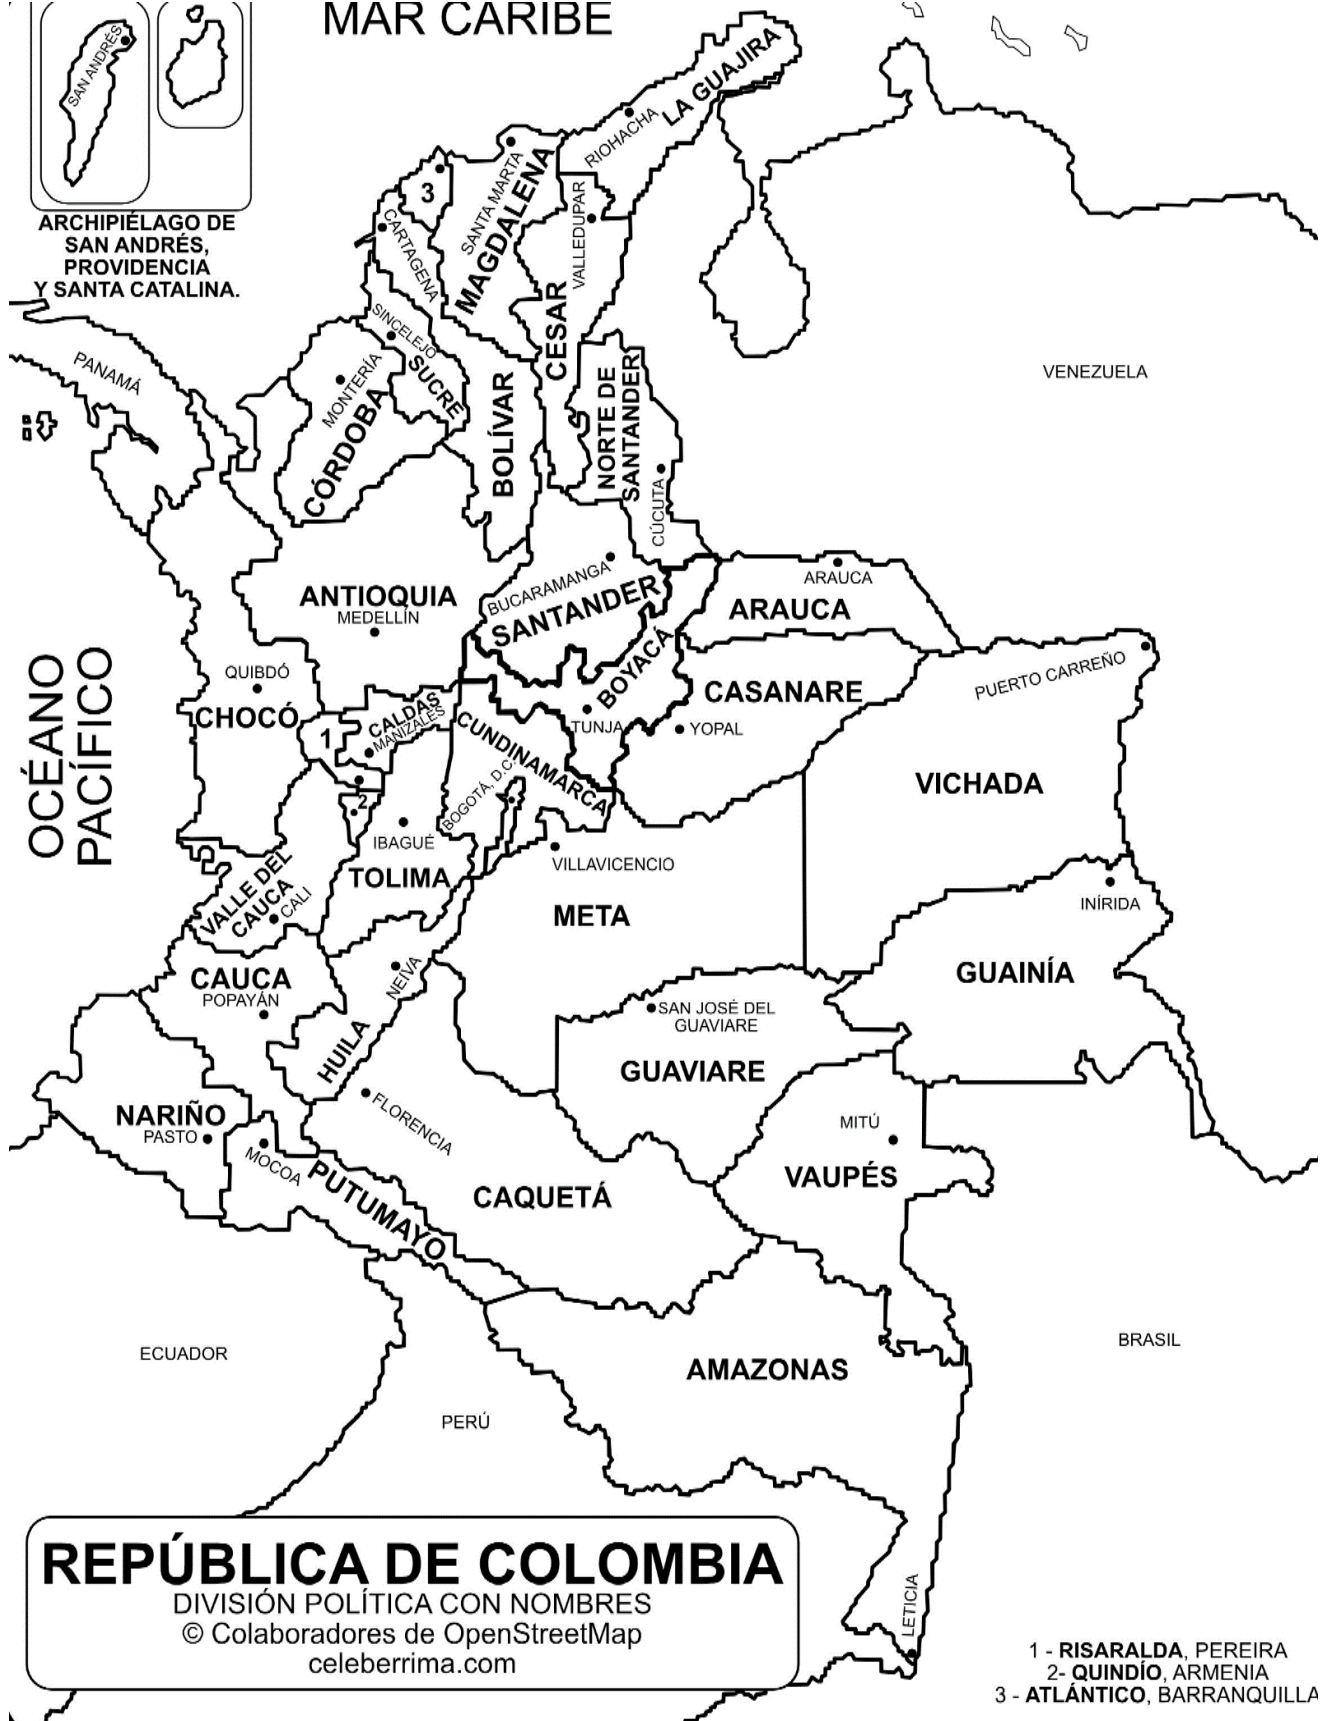 MAR CARIBE
SAN ANDRÉS
ARCHIPIÉLAGO DE
SAN ANDRÉS,
PROVIDENCIA
Y SANTA CATALINA.
LA GUAJIRA
RIOHACHA
3
SANTA MARTA
MAGDALENA
VALLEDUPAR
CESAR
CARTAGENA
SINCELEJO
SUCRE
PANAMÁ
MONTERÍA
CÓRDOBA
BOLÍVAR
NORTE DE
SANTANDER
CÚCUTA
VENEZUELA
ANTIOQUIA
MEDELLÍN
BUCARAMANGA
SANTANDER
ARAUCA
ARAUCA
BOYACÁ
TUNJA
OCÉANO
PACÍFICO
QUIBDÓ
CHOCÓ
1
CALDAS
MANIZALES
CUNDINAMARCA
BOGOTÁ, D.C.
CASANARE
YOPAL
PUERTO CARREÑO
VICHADA
2
IBAGUÉ
TOLIMA
VILLAVICENCIO
META
VALLE DEL
CAUCA
CALI
INÍRIDA
GUAINÍA
CAUCA
POPAYÁN
NEIVA
HUILA
SAN JOSÉ DEL
GUAVIARE
GUAVIARE
NARIÑO
PASTO
FLORENCIA
MITÚ
VAUPÉS
MOCOA
PUTUMAYO
CAQUETÁ
ECUADOR
PERÚ
AMAZONAS
BRASIL
LETICIA
REPÚBLICA DE COLOMBIA
DIVISIÓN POLÍTICA CON NOMBRES
© Colaboradores de OpenStreetMap
celeberrima.com
1 - RISARALDA, PEREIRA
2- QUINDÍO, ARMENIA
3 - ATLÁNTICO, BARRANQUILLA